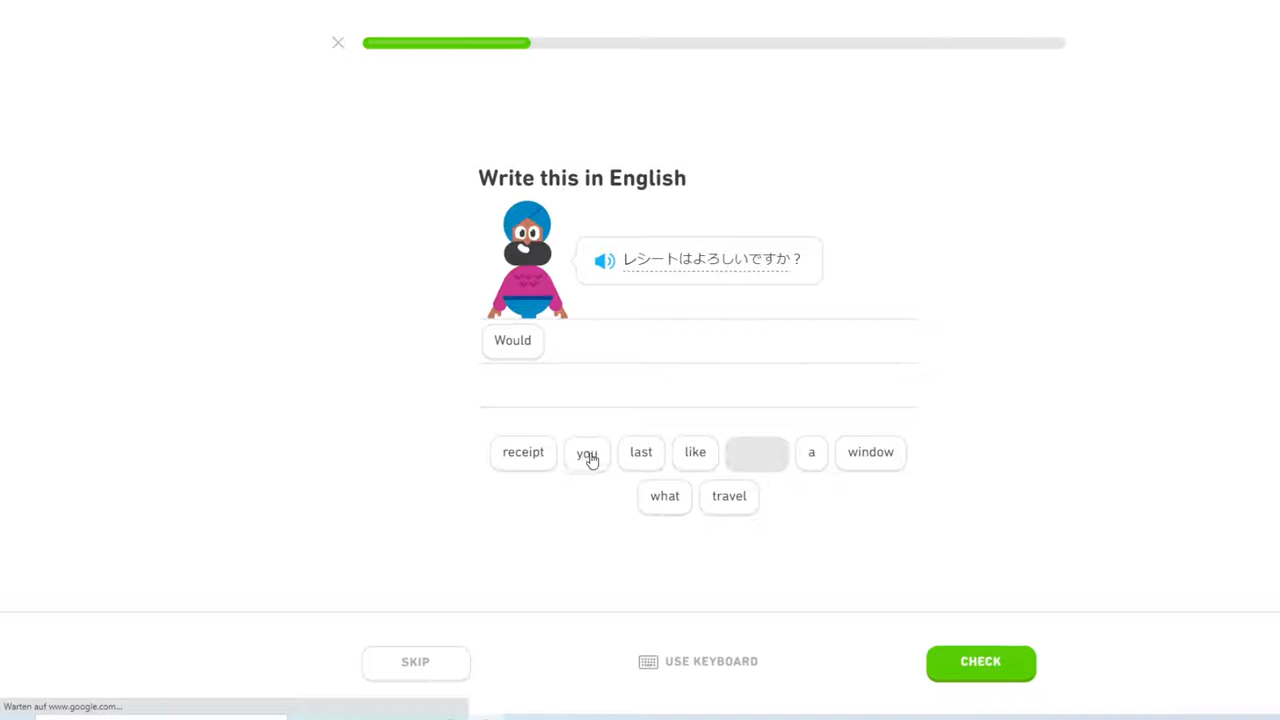 Write this in English
レシートはよろしいですか？
Would
receipt you last like a window
what travel
SKIP USE KEYBOARD CHECK
Warten auf www.google.com...